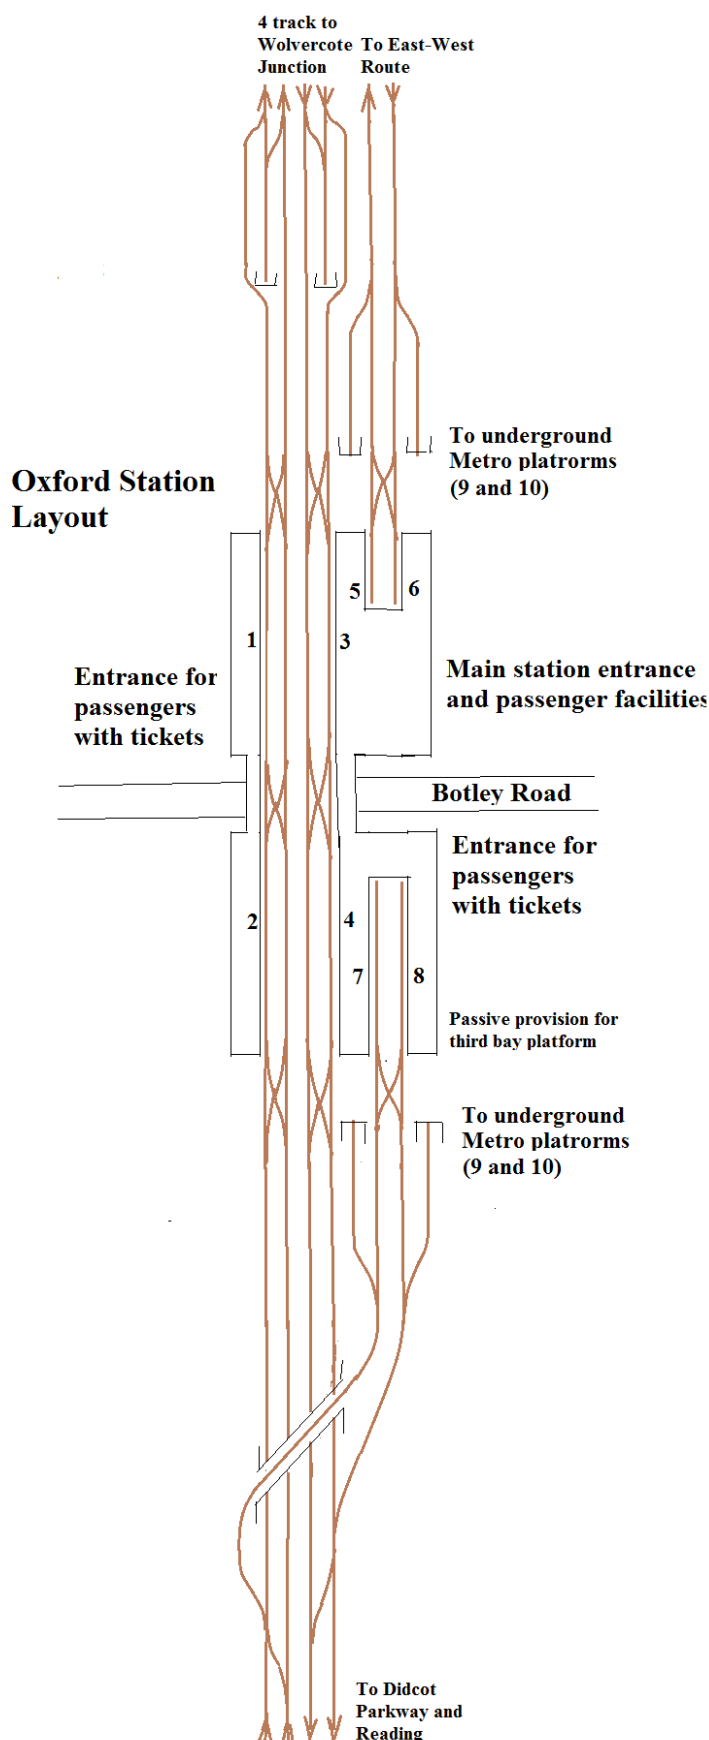 4 track to
Wolvercote
Junction
To East-West
Route
To underground
Metro platrorms
(9 and 10)
Oxford Station
Layout
5
6
1
3
Entrance for
passengers
with tickets
Main station entrance
and passenger facilities
Botley Road
Entrance for
passengers
with tickets
2
4
7
8
Passive provision for
third bay platform
To underground
Metro platrorms
(9 and 10)
To Didcot
Parkway and
Reading